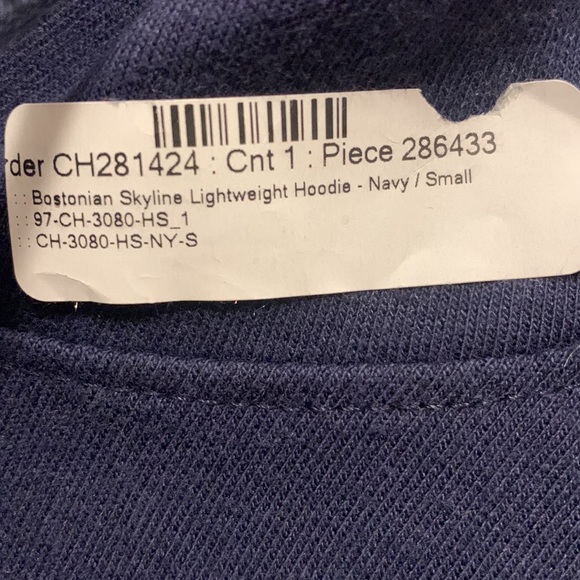 rder CH281424 : Cnt 1 : Piece 286433
: : Bostonian Skyline Lightweight Hoodie - Navy / Small
: : 97-CH-3080-HS_1
: : CH-3080-HS-NY-S